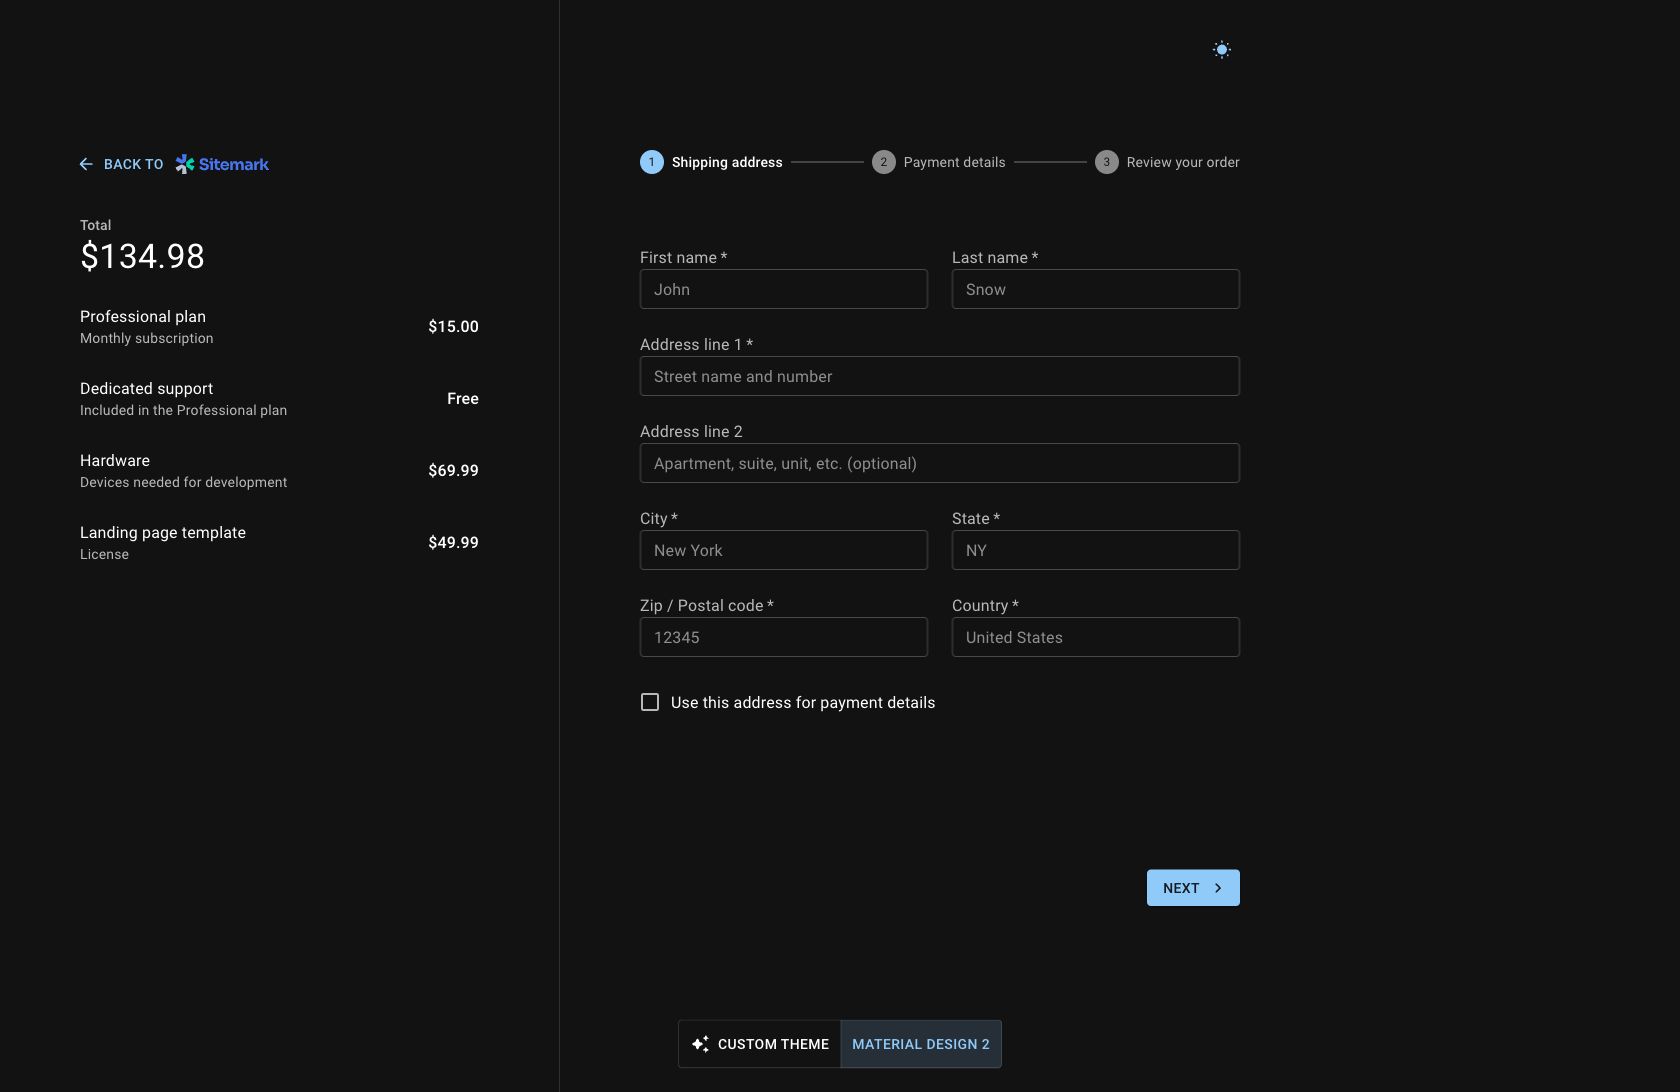 BACK TO Sitemark
Total
$134.98
Professional plan
Monthly subscription
$15.00
Dedicated support
Included in the Professional plan
Free
Hardware
Devices needed for development
$69.99
Landing page template
License
$49.99
1 Shipping address
2 Payment details
3 Review your order
First name *
John
Last name *
Snow
Address line 1 *
Street name and number
Address line 2
Apartment, suite, unit, etc. (optional)
City *
New York
State *
NY
Zip / Postal code *
12345
Country *
United States
Use this address for payment details
NEXT
CUSTOM THEME
MATERIAL DESIGN 2